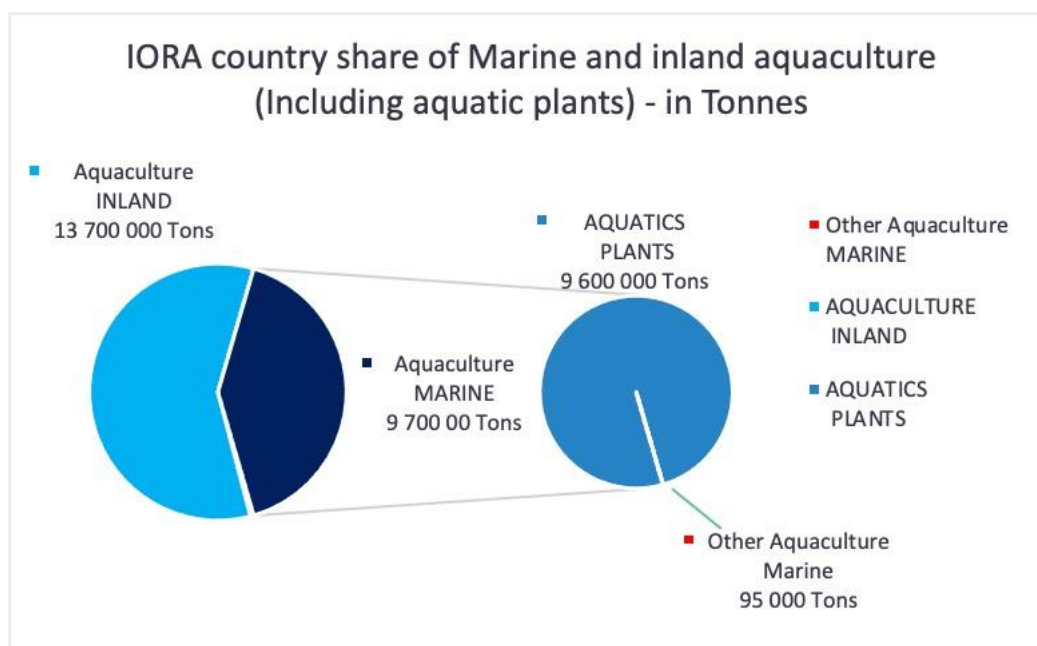 IORA country share of Marine and inland aquaculture
(Including aquatic plants) - in Tonnes
Aquaculture
INLAND
13 700 000 Tons
Aquaculture
MARINE
9 700 00 Tons
AQUATICS
PLANTS
9 600 000 Tons
Other Aquaculture
Marine
95 000 Tons
Other Aquaculture
MARINE
AQUACULTURE
INLAND
AQUATICS
PLANTS